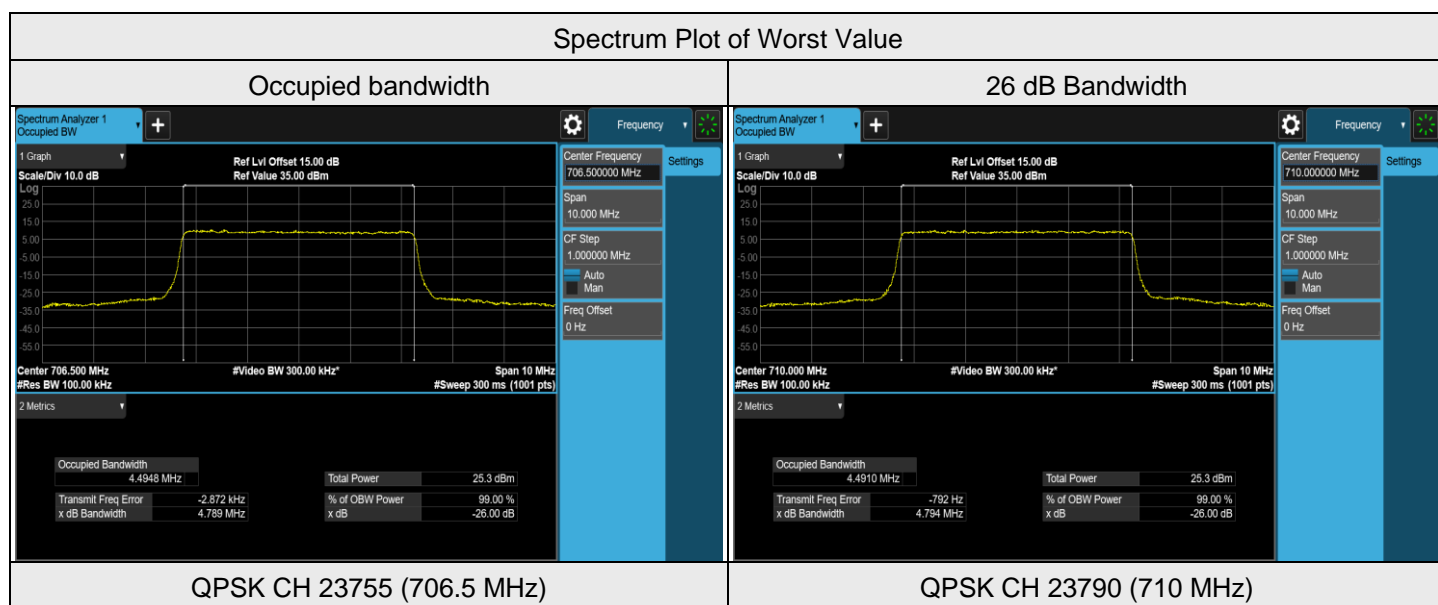 Spectrum Plot of Worst Value
Occupied bandwidth
26 dB Bandwidth
Spectrum Analyzer 1
Occupied BW
+
Frequency
1 Graph
Ref Lvl Offset 15.00 dB
Scale/Div 10.0 dB
Ref Value 35.00 dBm
Log
25.0
15.0
5.00
-5.00
-15.0
-25.0
-35.0
-45.0
-55.0
Center 706.500 MHz
#Video BW 300.00 kHz*
Span 10 MHz
#Res BW 100.00 kHz
#Sweep 300 ms (1001 pts)
Center Frequency
706.500000 MHz
Settings
Span
10.000 MHz
CF Step
1.000000 MHz
Auto
Man
Freq Offset
0 Hz
2 Metrics
Occupied Bandwidth
4.4948 MHz
Total Power 25.3 dBm
Transmit Freq Error -2.872 kHz
% of OBW Power 99.00 %
x dB Bandwidth 4.789 MHz
x dB -26.00 dB
Spectrum Analyzer 1
Occupied BW
+
Frequency
1 Graph
Ref Lvl Offset 15.00 dB
Scale/Div 10.0 dB
Ref Value 35.00 dBm
Log
25.0
15.0
5.00
-5.00
-15.0
-25.0
-35.0
-45.0
-55.0
Center 710.000 MHz
#Video BW 300.00 kHz*
Span 10 MHz
#Res BW 100.00 kHz
#Sweep 300 ms (1001 pts)
Center Frequency
710.000000 MHz
Settings
Span
10.000 MHz
CF Step
1.000000 MHz
Auto
Man
Freq Offset
0 Hz
2 Metrics
Occupied Bandwidth
4.4910 MHz
Total Power 25.3 dBm
Transmit Freq Error -792 Hz
% of OBW Power 99.00 %
x dB Bandwidth 4.794 MHz
x dB -26.00 dB
QPSK CH 23755 (706.5 MHz)
QPSK CH 23790 (710 MHz)